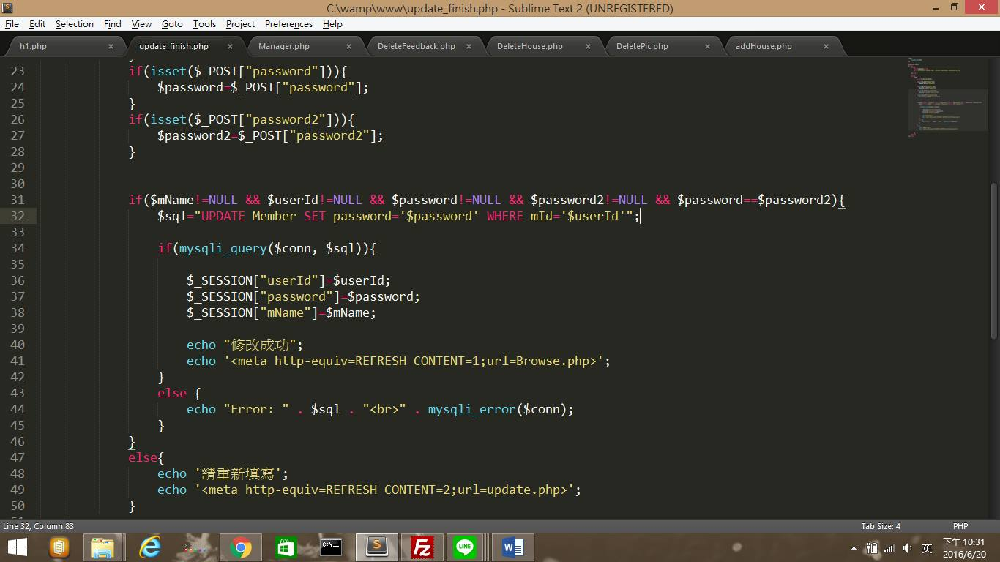 C:\wamp\www\update_finish.php - Sublime Text 2 (UNREGISTERED)
File Edit Selection Find View Goto Tools Project Preferences Help
h1.php × update_finish.php × Manager.php × DeleteFeedback.php × DeleteHouse.php × DeletePic.php × addHouse.php ×
23 if(isset($_POST["password"])){
24 $password=$_POST["password"];
25 }
26 if(isset($_POST["password2"])){
27 $password2=$_POST["password2"];
28 }
29
30
31 if($mName!=NULL && $userId!=NULL && $password!=NULL && $password2!=NULL && $password==$password2){
32 $sql="UPDATE Member SET password='$password' WHERE mId='$userId'";
33
34 if(mysqli_query($conn, $sql)){
35
36 $_SESSION["userId"]=$userId;
37 $_SESSION["password"]=$password;
38 $_SESSION["mName"]=$mName;
39
40 echo "修改成功";
41 echo '<meta http-equiv=REFRESH CONTENT=1;url=Browse.php>';
42 }
43 else {
44 echo "Error: " . $sql . "<br>" . mysqli_error($conn);
45 }
46 }
47 else{
48 echo '請重新填寫';
49 echo '<meta http-equiv=REFRESH CONTENT=2;url=update.php>';
50 }
Line 32, Column 83 Tab Size: 4 PHP
C:\_ S Fz LINE W 英 下午 10:31
2016/6/20